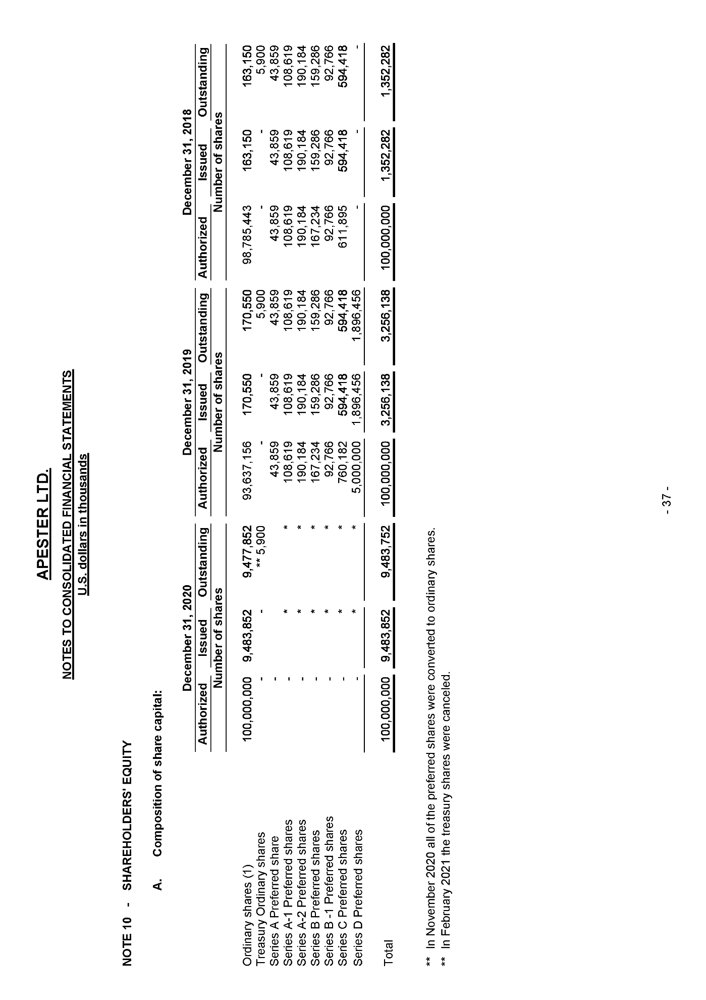 APESTER LTD.
NOTES TO CONSOLIDATED FINANCIAL STATEMENTS
U.S. dollars in thousands
NOTE 10 - SHAREHOLDERS' EQUITY
A. Composition of share capital:
December 31, 2020 December 31, 2019 December 31, 2018
Authorized Issued Outstanding Authorized Issued Outstanding Authorized Issued Outstanding
Number of shares Number of shares Number of shares
Ordinary shares (1) 100,000,000 9,483,852 9,477,852 93,637,156 170,550 170,550 98,785,443 163,150 163,150
Treasury Ordinary shares - - ** 5,900 - - 5,900 - - 5,900
Series A Preferred share - 43,859 43,859 43,859 43,859 43,859 43,859
Series A-1 Preferred shares - * * 108,619 108,619 108,619 108,619 108,619 108,619
Series A-2 Preferred shares - * * 190,184 190,184 190,184 190,184 190,184 190,184
Series B Preferred shares - * * 167,234 159,286 159,286 167,234 159,286 159,286
Series B -1 Preferred shares - * * 92,766 92,766 92,766 92,766 92,766 92,766
Series C Preferred shares - * * 760,182 594,418 594,418 611,895 594,418 594,418
Series D Preferred shares - * * 5,000,000 1,896,456 1,896,456 - - -
Total 100,000,000 9,483,852 9,483,752 100,000,000 3,256,138 3,256,138 100,000,000 1,352,282 1,352,282
** In November 2020 all of the preferred shares were converted to ordinary shares.
** In February 2021 the treasury shares were canceled.
- 37 -